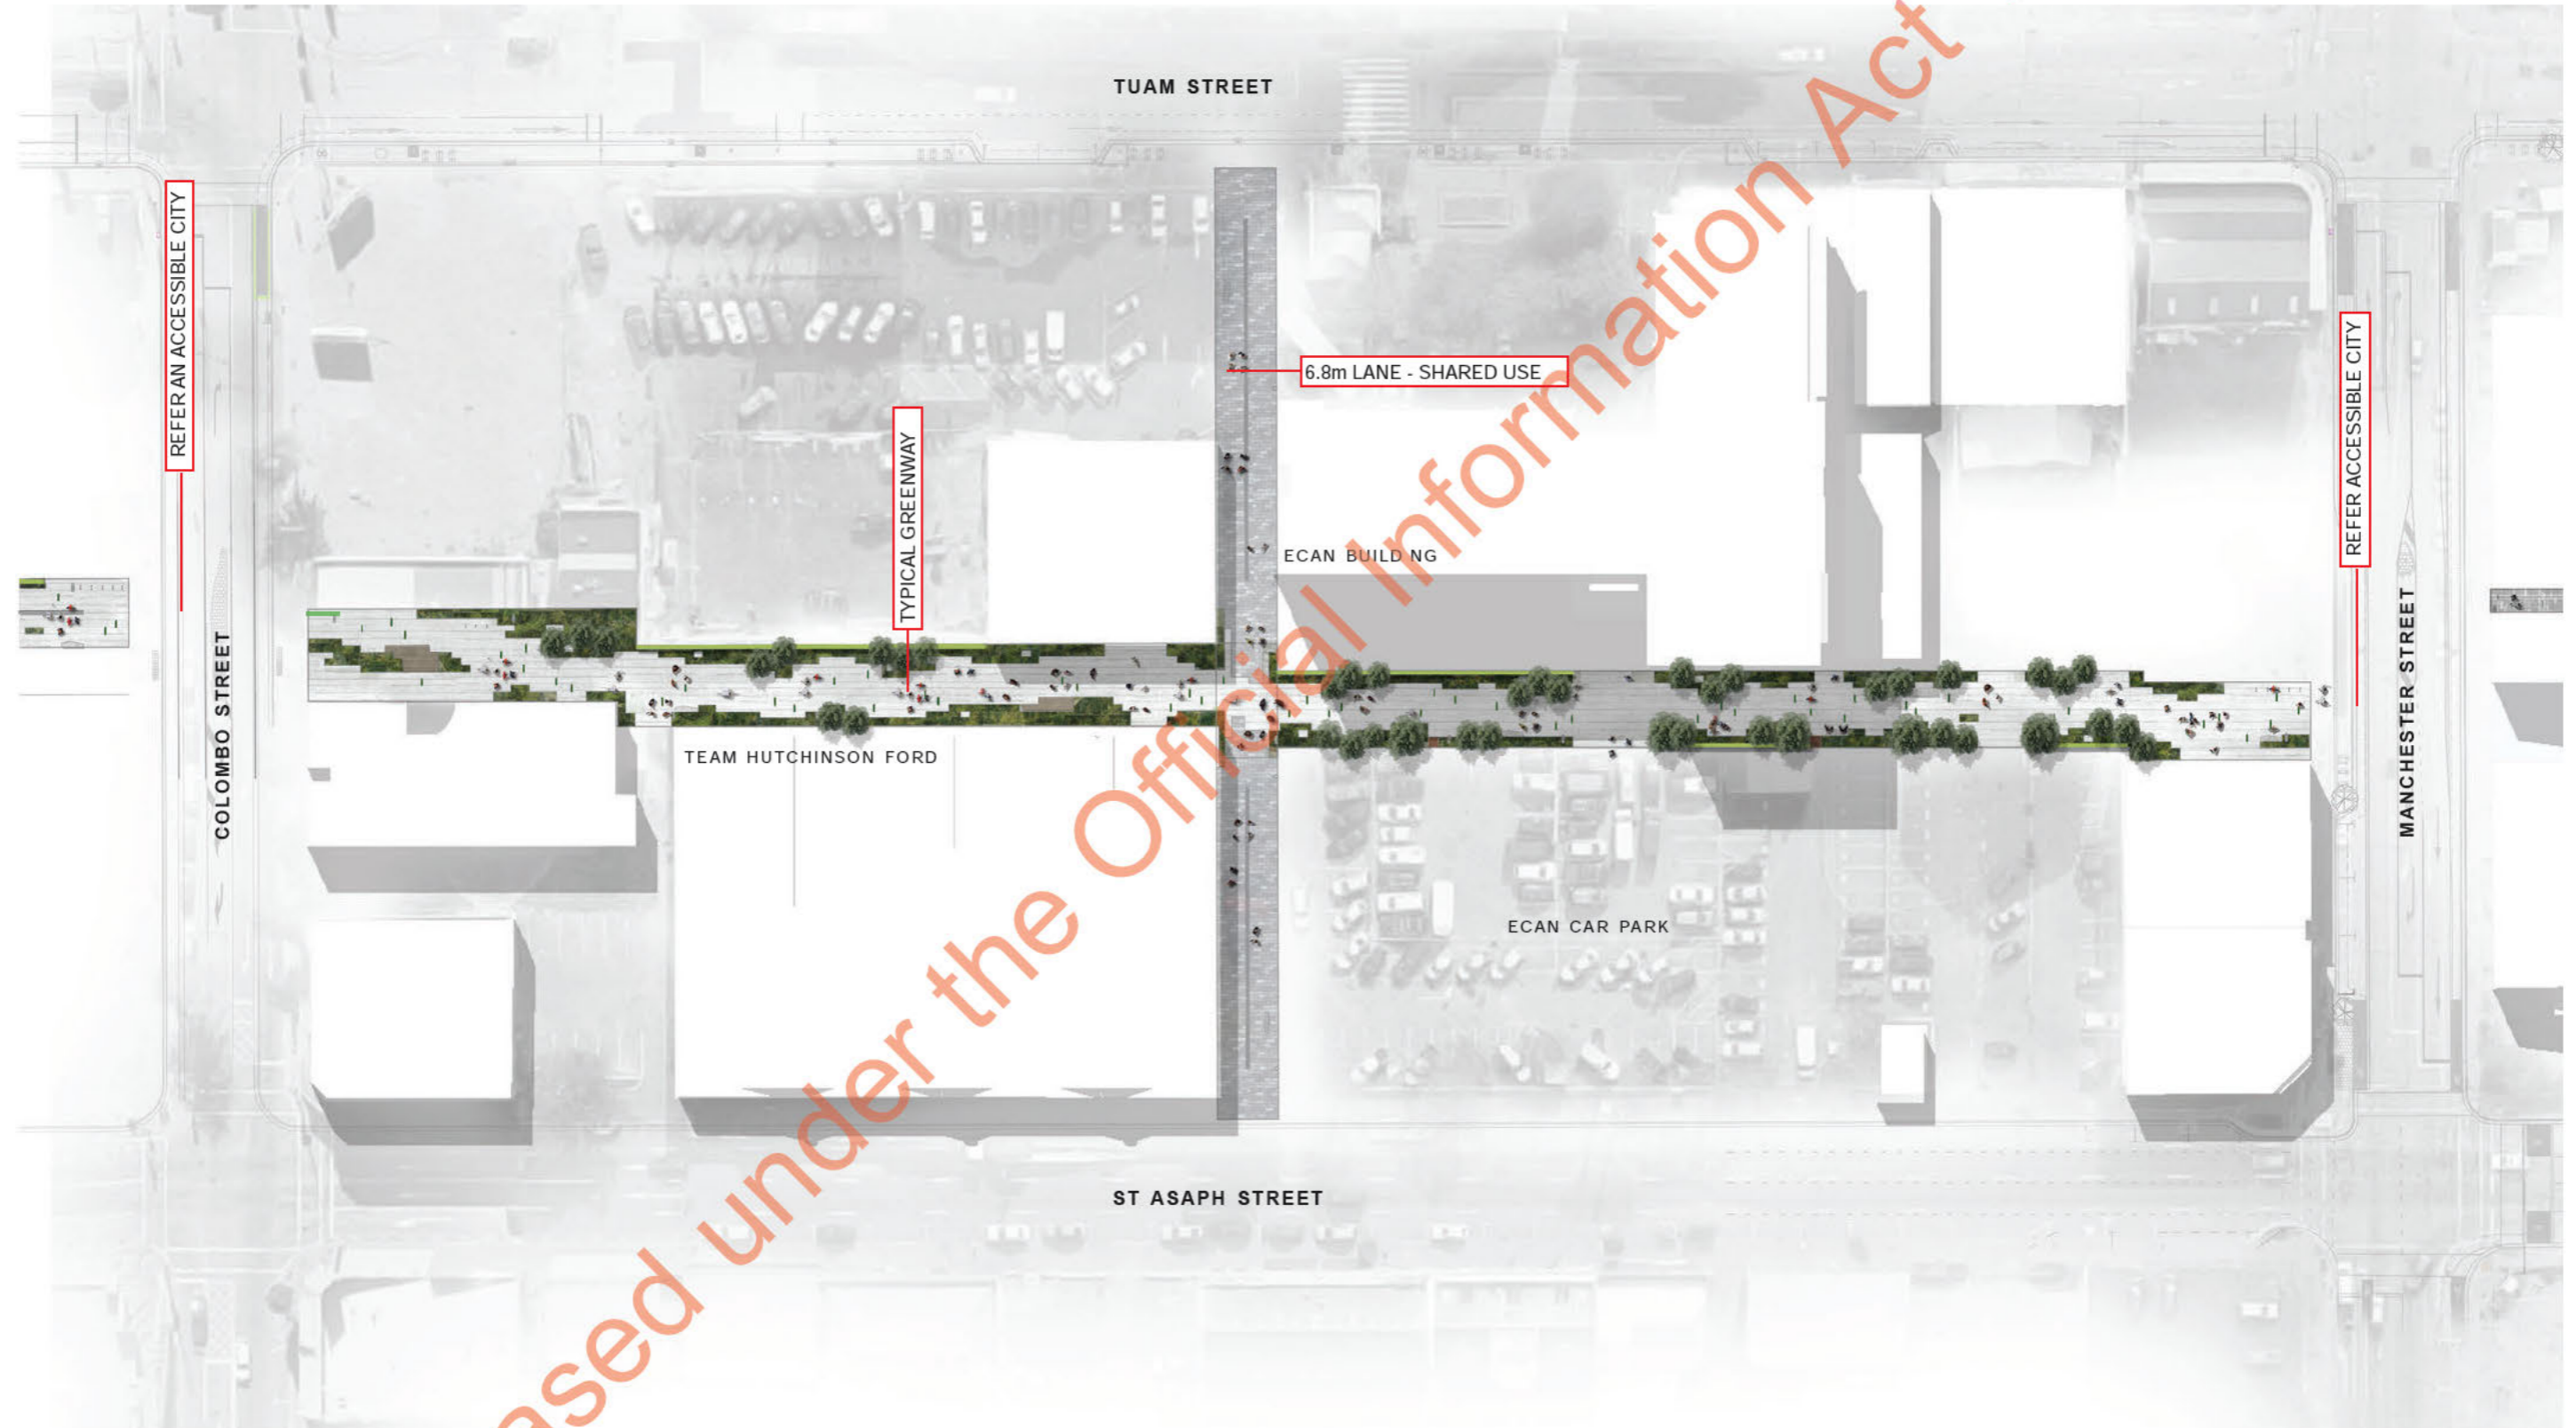 TUAM STREET
REFER AN ACCESSIBLE CITY
6.8m LANE - SHARED USE
REFER ACCESSIBLE CITY
TYPICAL GREENWAY
ECAN BUILD NG
COLOMBO STREET
MANCHESTER STREET
TEAM HUTCHINSON FORD
ECAN CAR PARK
ST ASAPH STREET
ased under the Official Information Act